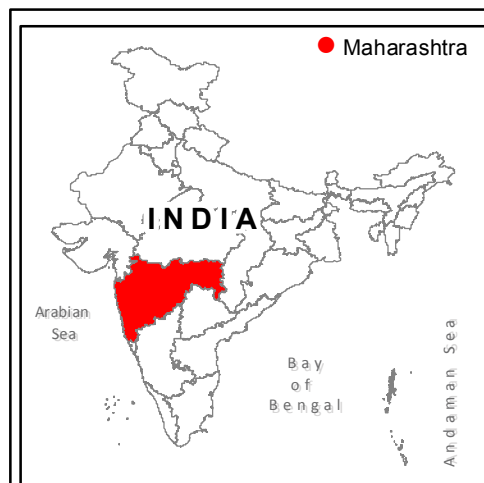 Maharashtra
INDIA
Arabian
Sea
Bay
of
Bengal
Andaman Sea